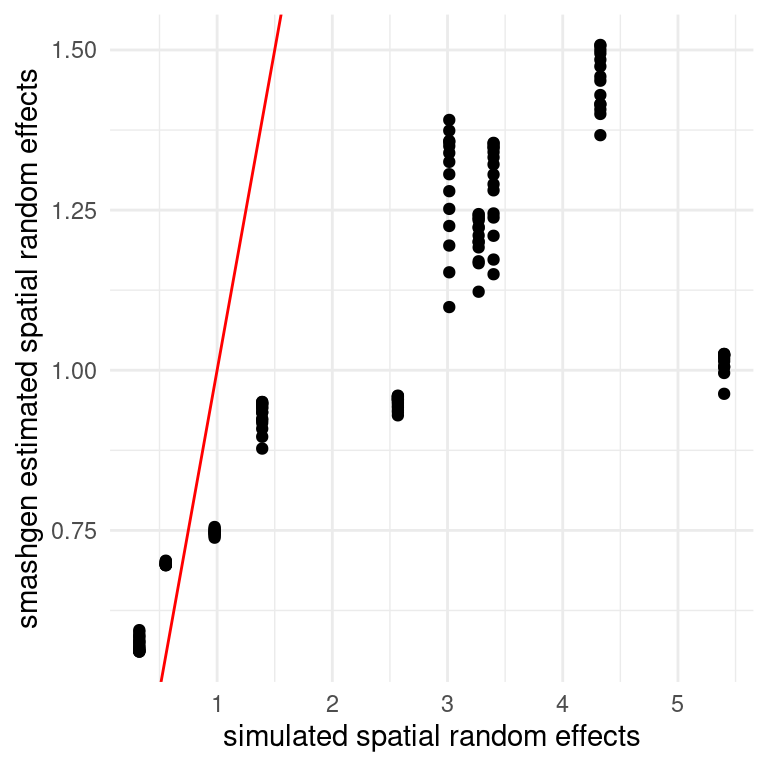 smashgen estimated spatial random effects
1.50
1.25
1.00
0.75
1 2 3 4 5
simulated spatial random effects